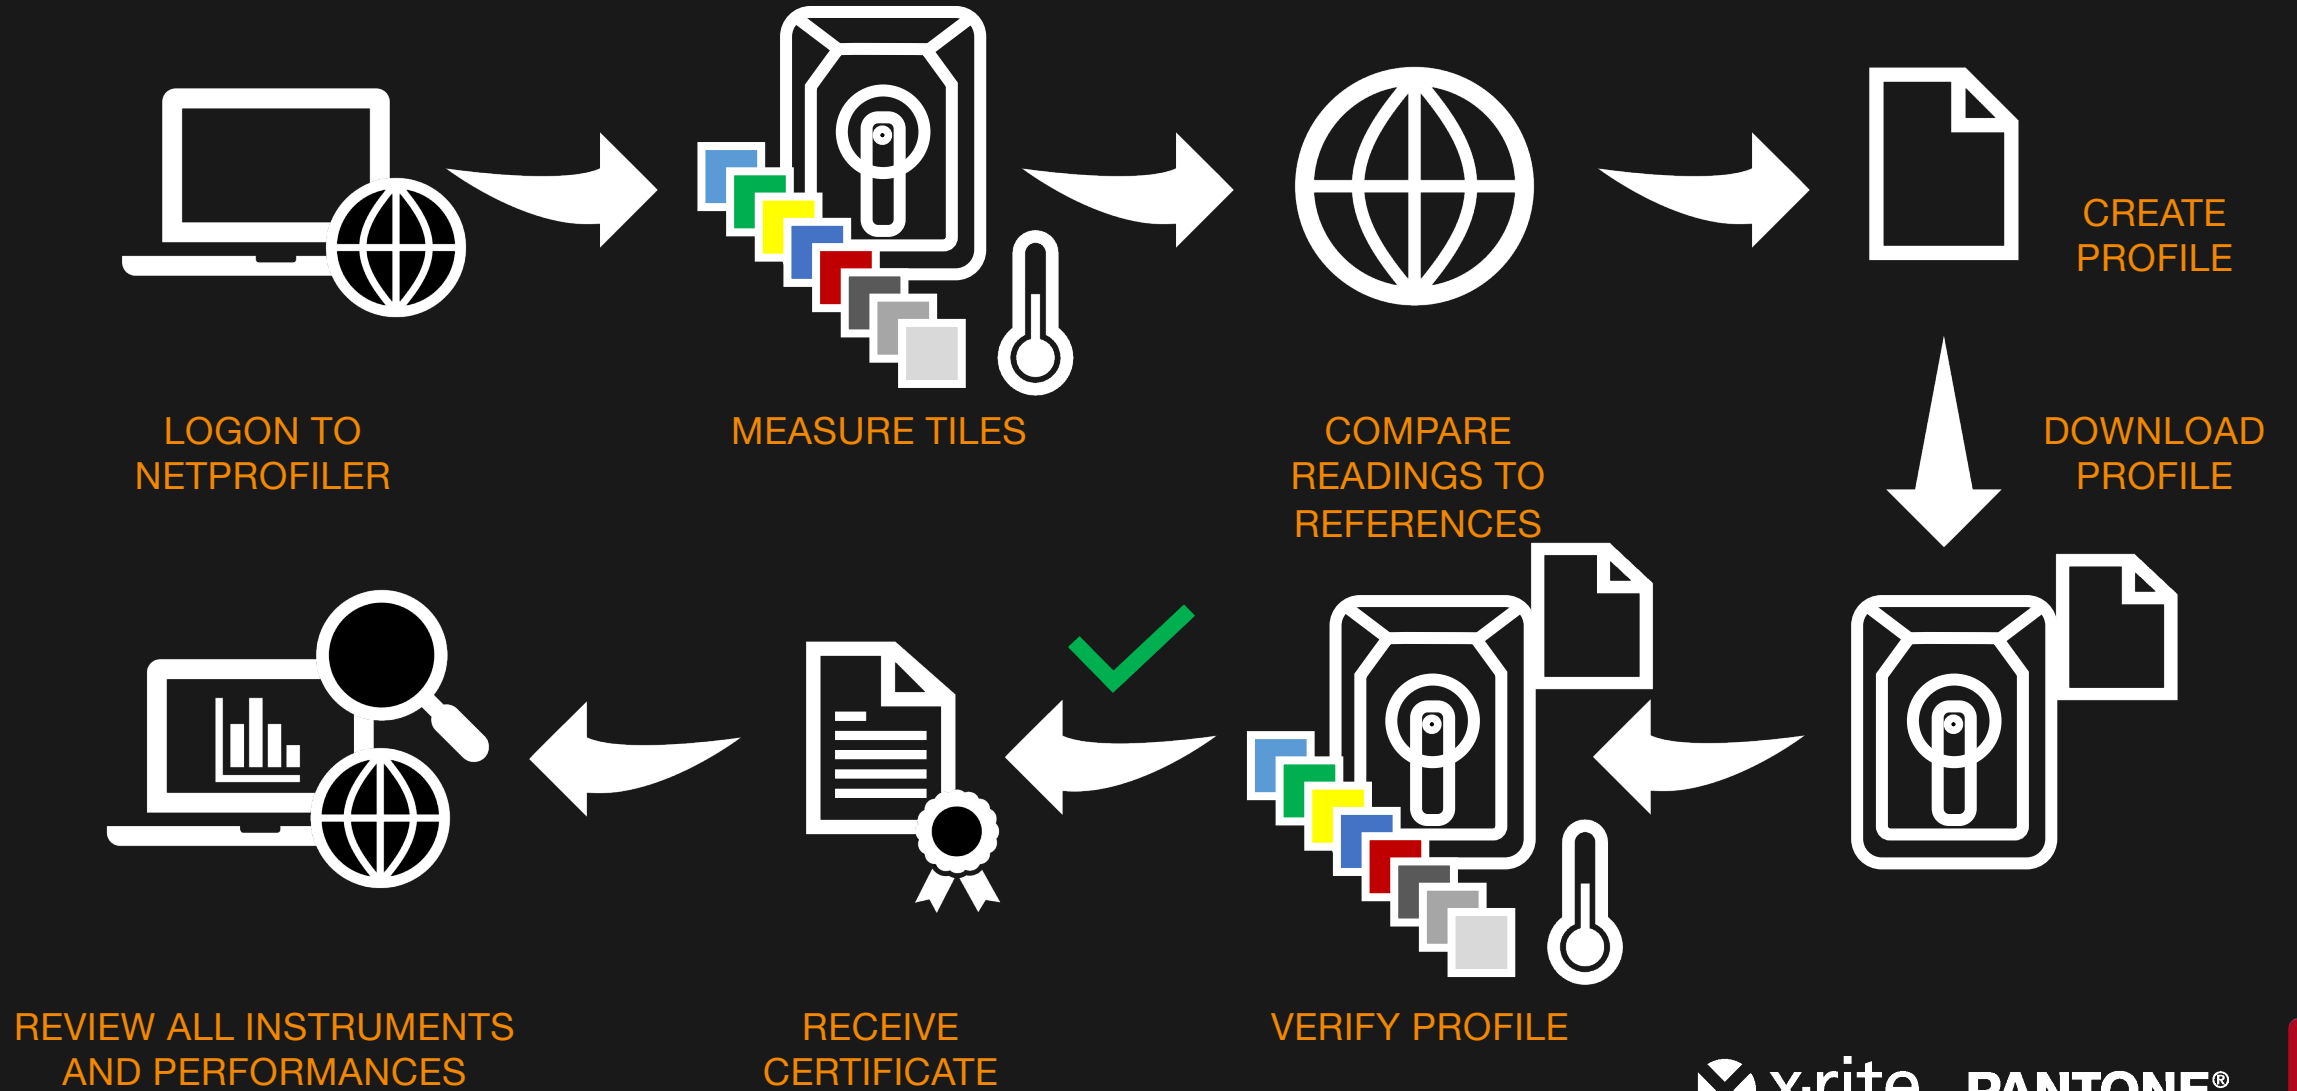 LOGON TO
NETPROFILER
MEASURE TILES
COMPARE
READINGS TO
REFERENCES
CREATE
PROFILE
DOWNLOAD
PROFILE
VERIFY PROFILE
RECEIVE
CERTIFICATE
REVIEW ALL INSTRUMENTS
AND PERFORMANCES
x·rite PANTONE®